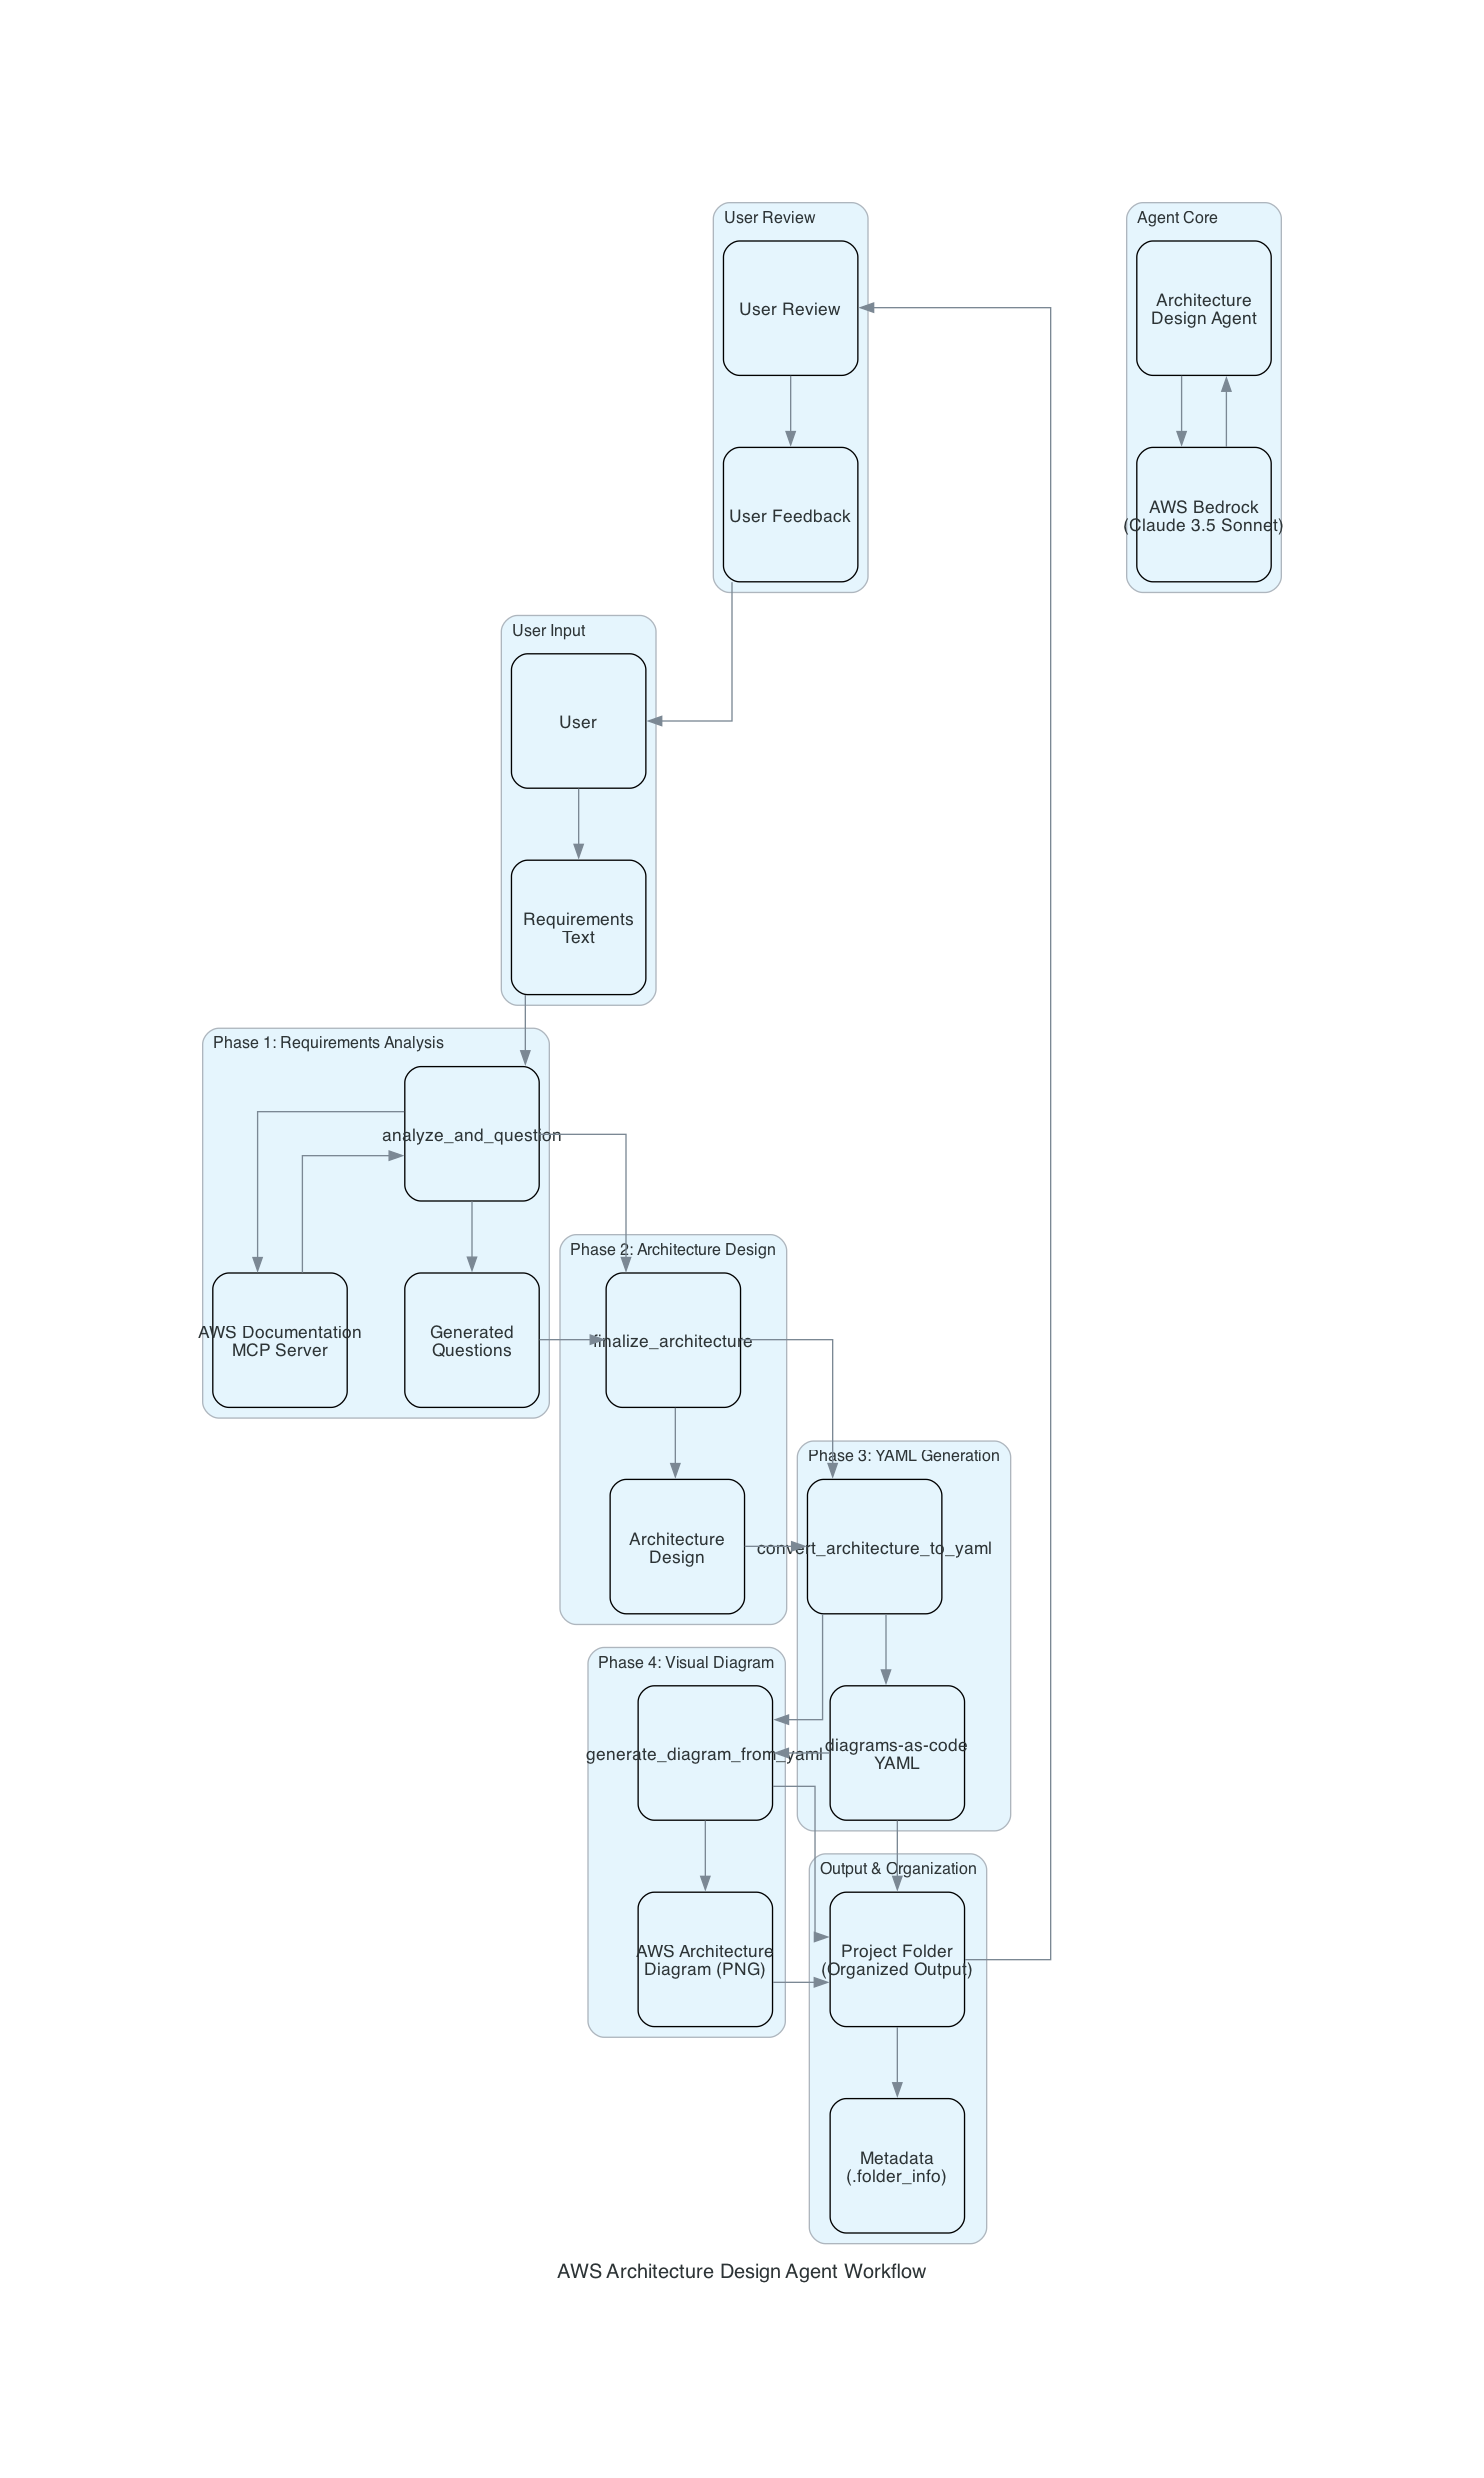 User Review
User Review
User Feedback
Agent Core
Architecture
Design Agent
AWS Bedrock
(Claude 3.5 Sonnet)
User Input
User
Requirements
Text
Phase 1: Requirements Analysis
analyze_and_question
AWS Documentation
MCP Server
Generated
Questions
Phase 2: Architecture Design
finalize_architecture
Architecture
Design
Phase 3: YAML Generation
convert_architecture_to_yaml
diagrams-as-code
YAML
Phase 4: Visual Diagram
generate_diagram_from_yaml
AWS Architecture
Diagram (PNG)
Output & Organization
Project Folder
(Organized Output)
Metadata
(.folder_info)
AWS Architecture Design Agent Workflow